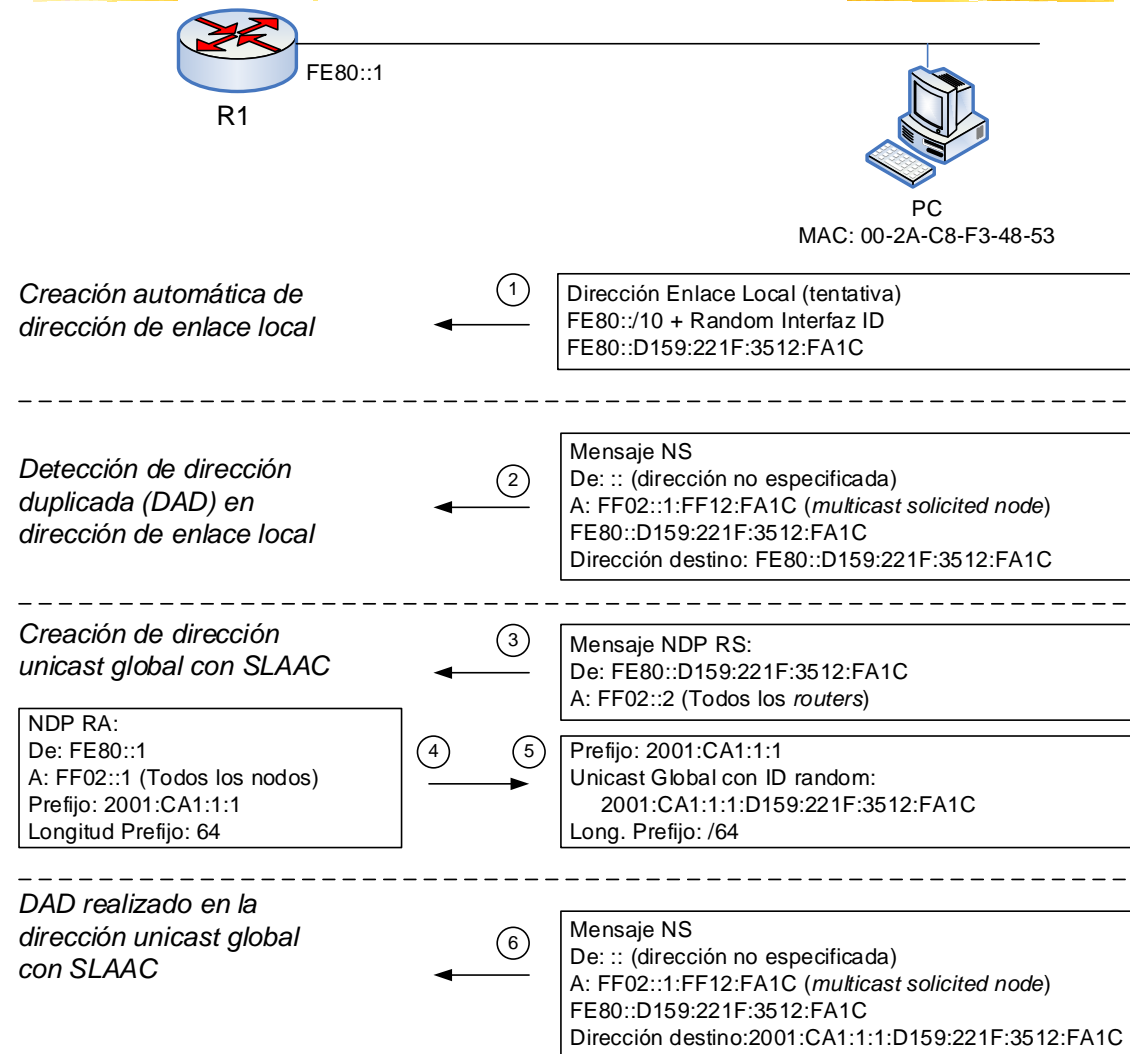 FE80::1
R1
PC
MAC: 00-2A-C8-F3-48-53
Creación automática de
dirección de enlace local
1
Dirección Enlace Local (tentativa)
FE80::/10 + Random Interfaz ID
FE80::D159:221F:3512:FA1C
Detección de dirección
duplicada (DAD) en
dirección de enlace local
2
Mensaje NS
De: :: (dirección no especificada)
A: FF02::1:FF12:FA1C (multicast solicited node)
FE80::D159:221F:3512:FA1C
Dirección destino: FE80::D159:221F:3512:FA1C
Creación de dirección
unicast global con SLAAC
3
Mensaje NDP RS:
De: FE80::D159:221F:3512:FA1C
A: FF02::2 (Todos los routers)
NDP RA:
De: FE80::1
A: FF02::1 (Todos los nodos)
Prefijo: 2001:CA1:1:1
Longitud Prefijo: 64
4
5
Prefijo: 2001:CA1:1:1
Unicast Global con ID random:
2001:CA1:1:1:D159:221F:3512:FA1C
Long. Prefijo: /64
DAD realizado en la
dirección unicast global
con SLAAC
6
Mensaje NS
De: :: (dirección no especificada)
A: FF02::1:FF12:FA1C (multicast solicited node)
FE80::D159:221F:3512:FA1C
Dirección destino:2001:CA1:1:1:D159:221F:3512:FA1C